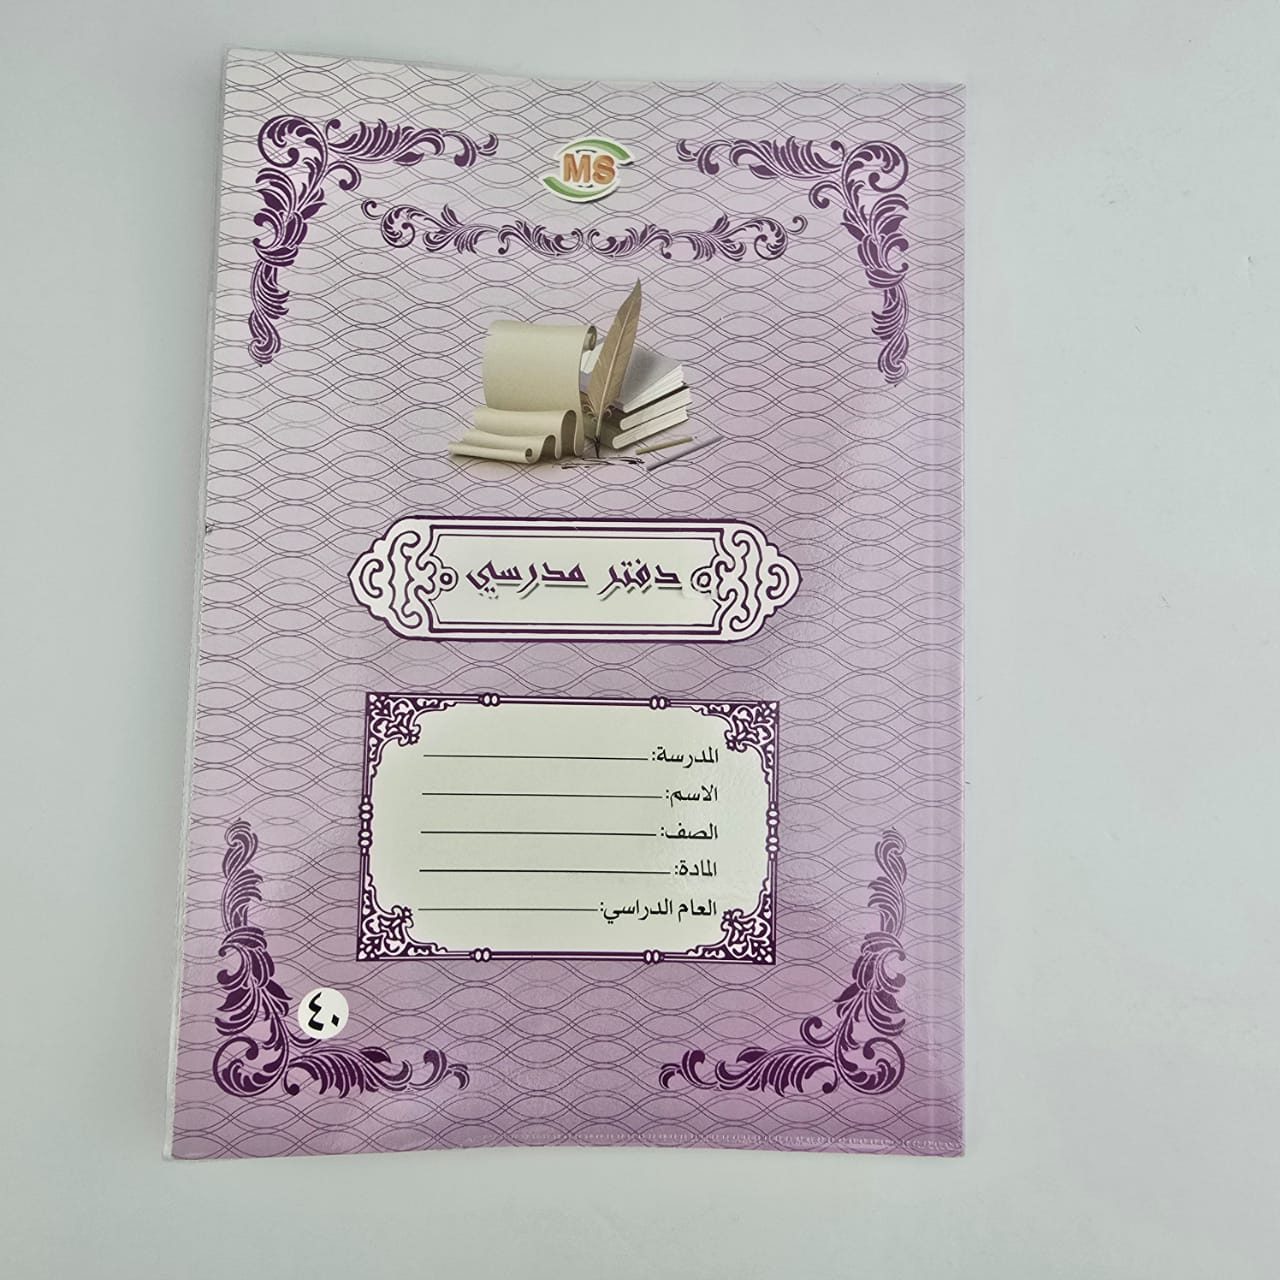 MS
دفتر مدرسي
المدرسة:
الاسم:
الصف:
المادة:
العام الدراسي:
٤٠